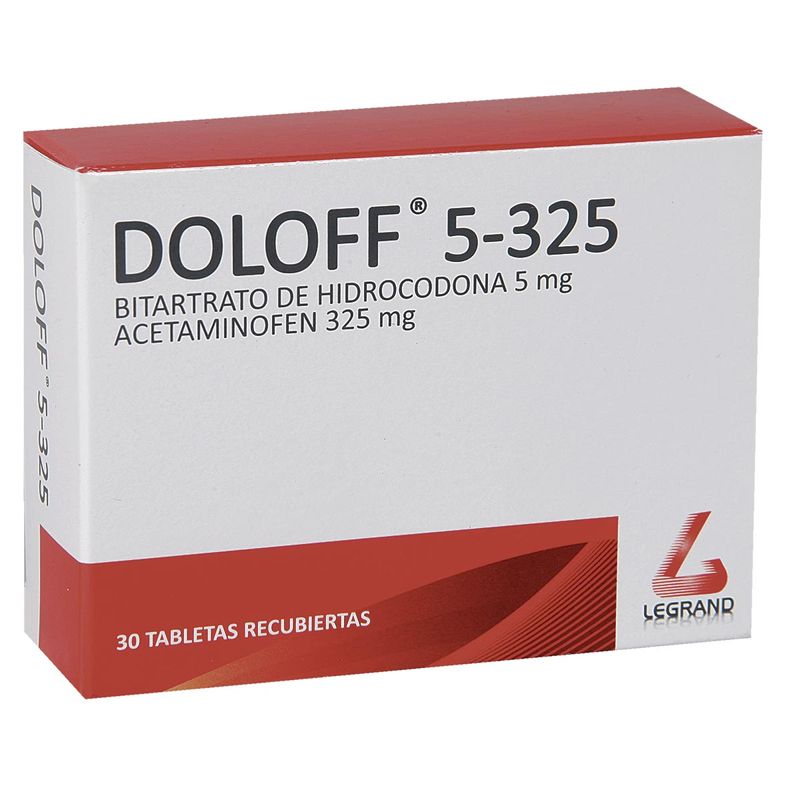 DOLOFF® 5-325
BITARTRATO DE HIDROCODONA 5 mg
ACETAMINOFEN 325 mg
30 TABLETAS RECUBIERTAS
LEGRAND
DOLOFF® 5-325